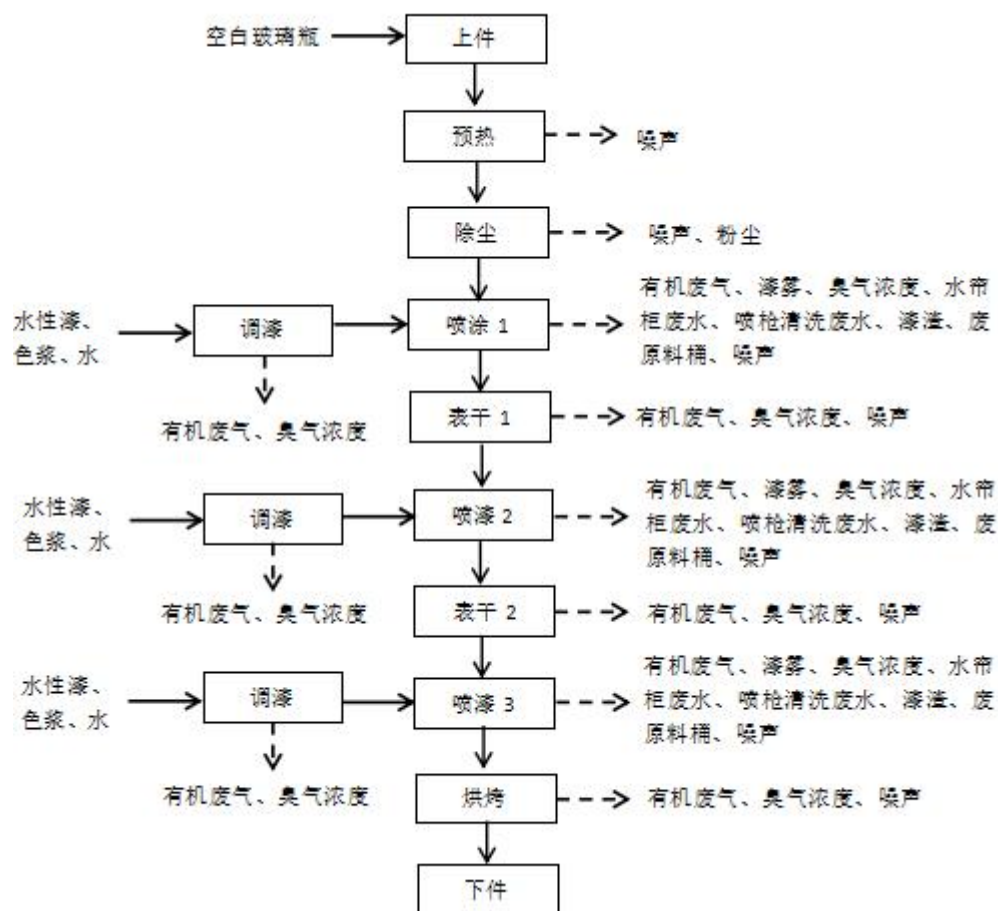 空白玻璃瓶
上件
预热
噪声
除尘
噪声、粉尘
水性漆、
色浆、水
调漆
喷涂 1
有机废气、漆雾、臭气浓度、水帘
柜废水、喷枪清洗废水、漆渣、废
原料桶、噪声
有机废气、臭气浓度
表干 1
有机废气、臭气浓度、噪声
水性漆、
色浆、水
调漆
喷漆 2
有机废气、漆雾、臭气浓度、水帘
柜废水、喷枪清洗废水、漆渣、废
原料桶、噪声
有机废气、臭气浓度
表干 2
有机废气、臭气浓度、噪声
水性漆、
色浆、水
调漆
喷漆 3
有机废气、漆雾、臭气浓度、水帘
柜废水、喷枪清洗废水、漆渣、废
原料桶、噪声
有机废气、臭气浓度
烘烤
有机废气、臭气浓度、噪声
下件